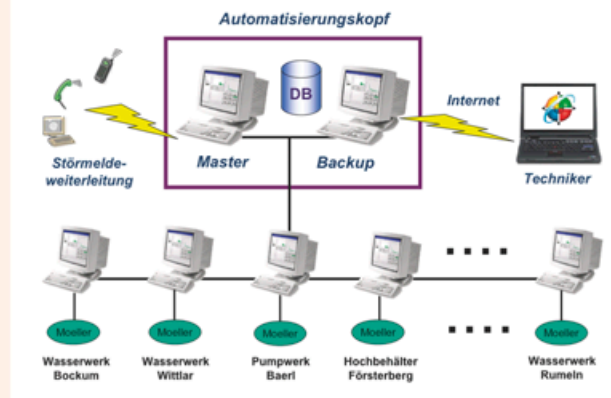 Automatisierungskopf
DB
Internet
Master
Backup
Störmelde-
weiterleitung
Techniker
Moeller
Moeller
Moeller
Moeller
Moeller
Wasserwerk
Bockum
Wasserwerk
Wittlar
Pumpwerk
Baerl
Hochbehälter
Försterberg
Wasserwerk
Rumeln